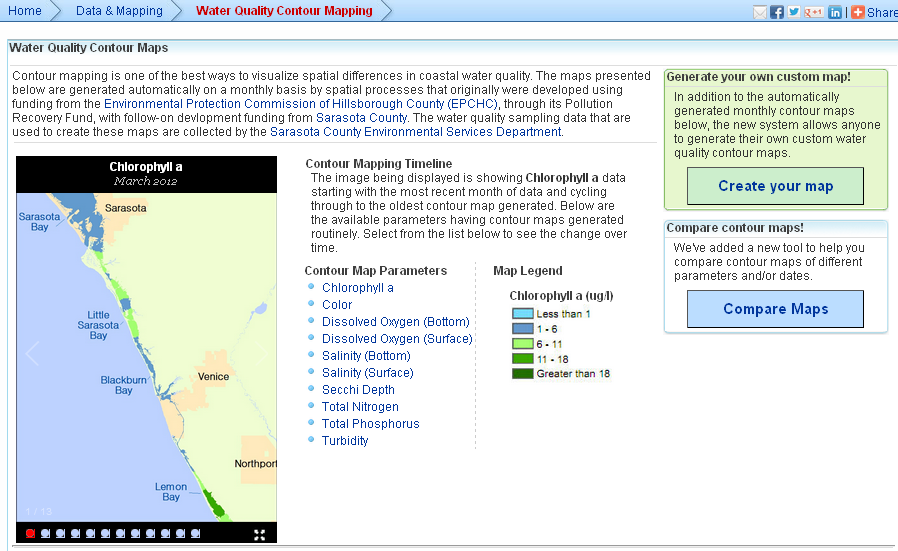 Home
Data & Mapping
Water Quality Contour Mapping
Share
Water Quality Contour Maps
Contour mapping is one of the best ways to visualize spatial differences in coastal water quality. The maps presented
below are generated automatically on a monthly basis by spatial processes that originally were developed using
funding from the Environmental Protection Commission of Hillsborough County (EPCHC), through its Pollution
Recovery Fund, with follow-on devlopment funding from Sarasota County. The water quality sampling data that are
used to create these maps are collected by the Sarasota County Environmental Services Department.
Chlorophyll a
March 2012
Sarasota
Sarasota
Bay
Little
Sarasota
Bay
Blackburn
Bay
Venice
Northport
Lemon
Bay
1 / 13
Contour Mapping Timeline
The image being displayed is showing Chlorophyll a data
starting with the most recent month of data and cycling
through to the oldest contour map generated. Below are
the available parameters having contour maps generated
routinely. Select from the list below to see the change over
time.
Contour Map Parameters
Chlorophyll a
Color
Dissolved Oxygen (Bottom)
Dissolved Oxygen (Surface)
Salinity (Bottom)
Salinity (Surface)
Secchi Depth
Total Nitrogen
Total Phosphorus
Turbidity
Map Legend
Chlorophyll a (ug/l)
Less than 1
1 - 6
6 - 11
11 - 18
Greater than 18
Generate your own custom map!
In addition to the automatically
generated monthly contour maps
below, the new system allows anyone
to generate their own custom water
quality contour maps.
Create your map
Compare contour maps!
We've added a new tool to help you
compare contour maps of different
parameters and/or dates.
Compare Maps